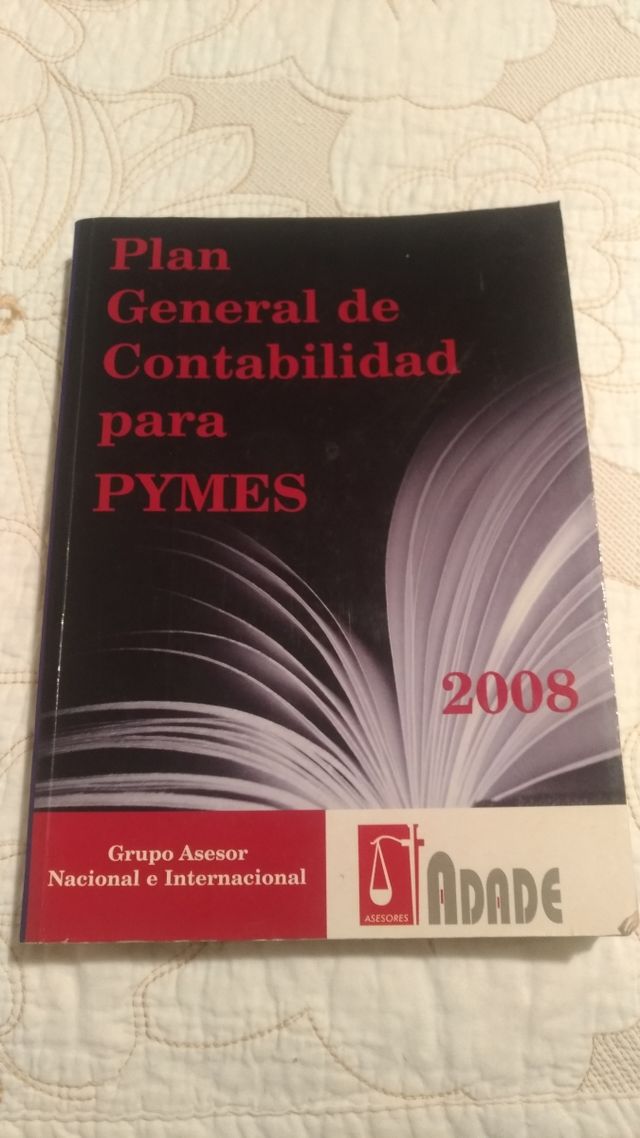 Plan
General de
Contabilidad
para
PYMES
2008
Grupo Asesor
Nacional e Internacional
ASESORES
ADADE